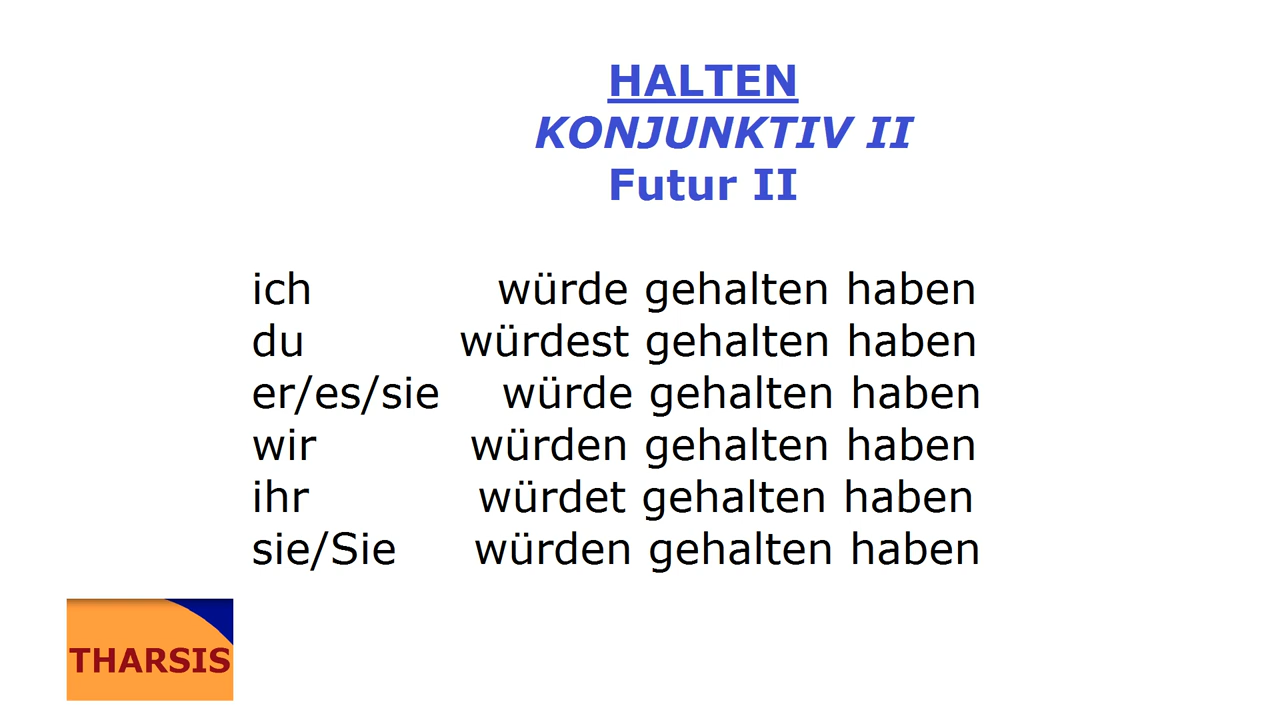 HALTEN
KONJUNKTIV II
Futur II
ich würde gehalten haben
du würdest gehalten haben
er/es/sie würde gehalten haben
wir würden gehalten haben
ihr würdet gehalten haben
sie/Sie würden gehalten haben
THARSIS